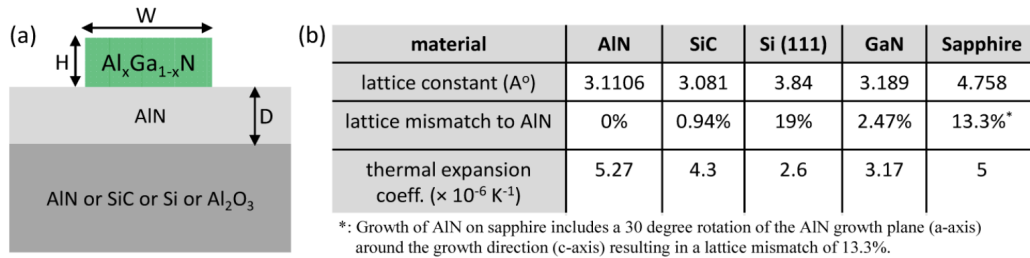 (a)
W
H
AlxGa1-xN
AlN
D
AlN or SiC or Si or Al2O3
(b)
material AlN SiC Si (111) GaN Sapphire
lattice constant (Aº) 3.1106 3.081 3.84 3.189 4.758
lattice mismatch to AlN 0% 0.94% 19% 2.47% 13.3%*
thermal expansion
coeff. (× 10-6 K-1) 5.27 4.3 2.6 3.17 5
*: Growth of AlN on sapphire includes a 30 degree rotation of the AlN growth plane (a-axis)
around the growth direction (c-axis) resulting in a lattice mismatch of 13.3%.